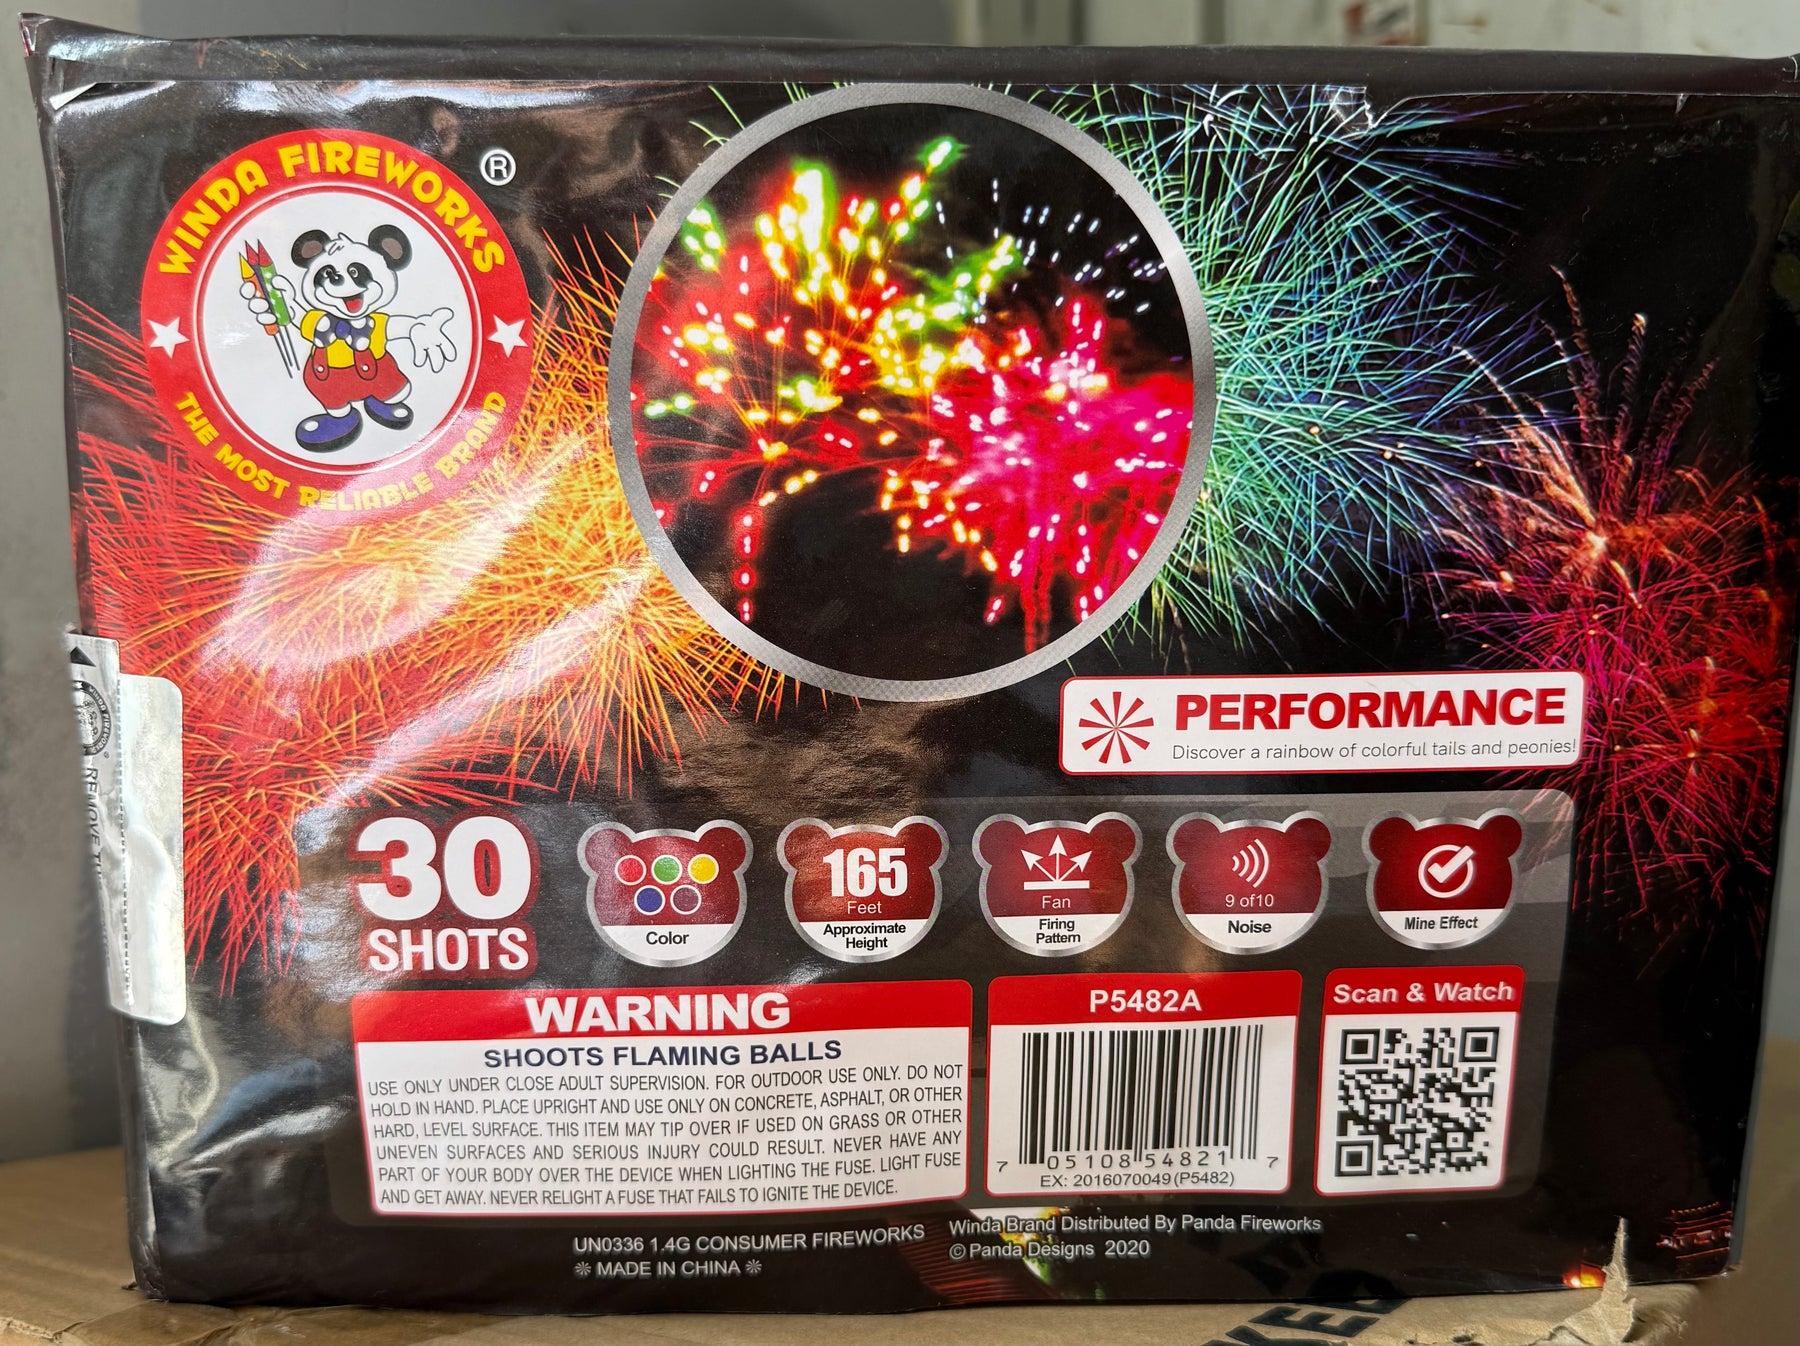 WINDA FIREWORKS
®
THE MOST RELIABLE BRAND
REMOVE
PERFORMANCE
Discover a rainbow of colorful tails and peonies!
30
SHOTS
Color
165
Feet
Approximate
Height
Fan
Firing
Pattern
9 of10
Noise
Mine Effect
WARNING
SHOOTS FLAMING BALLS
USE ONLY UNDER CLOSE ADULT SUPERVISION. FOR OUTDOOR USE ONLY. DO NOT
HOLD IN HAND. PLACE UPRIGHT AND USE ONLY ON CONCRETE, ASPHALT, OR OTHER
HARD, LEVEL SURFACE. THIS ITEM MAY TIP OVER IF USED ON GRASS OR OTHER
UNEVEN SURFACES AND SERIOUS INJURY COULD RESULT. NEVER HAVE ANY
PART OF YOUR BODY OVER THE DEVICE WHEN LIGHTING THE FUSE. LIGHT FUSE
AND GET AWAY. NEVER RELIGHT A FUSE THAT FAILS TO IGNITE THE DEVICE.
P5482A
7 05108 54821 7
EX: 2016070049 (P5482)
Scan & Watch
UN0336 1.4G CONSUMER FIREWORKS
MADE IN CHINA
Winda Brand Distributed By Panda Fireworks
© Panda Designs 2020